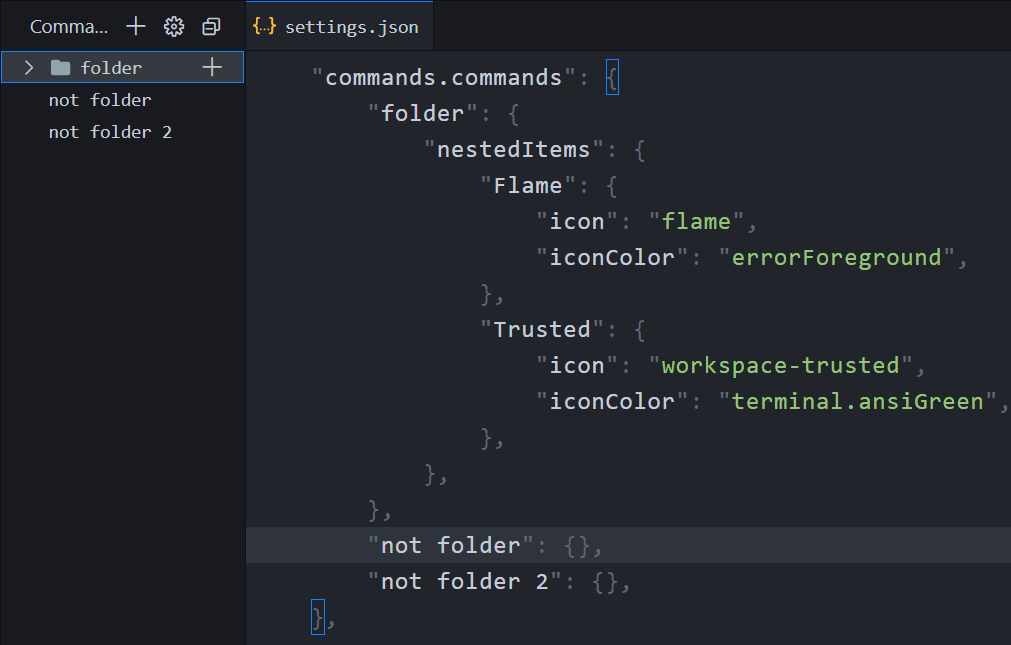 Comma...
folder
not folder
not folder 2
{..} settings.json
"commands.commands": {
"folder": {
"nestedItems": {
"Flame": {
"icon": "flame",
"iconColor": "errorForeground",
},
"Trusted": {
"icon": "workspace-trusted",
"iconColor": "terminal.ansiGreen",
},
},
},
"not folder": {},
"not folder 2": {},
},